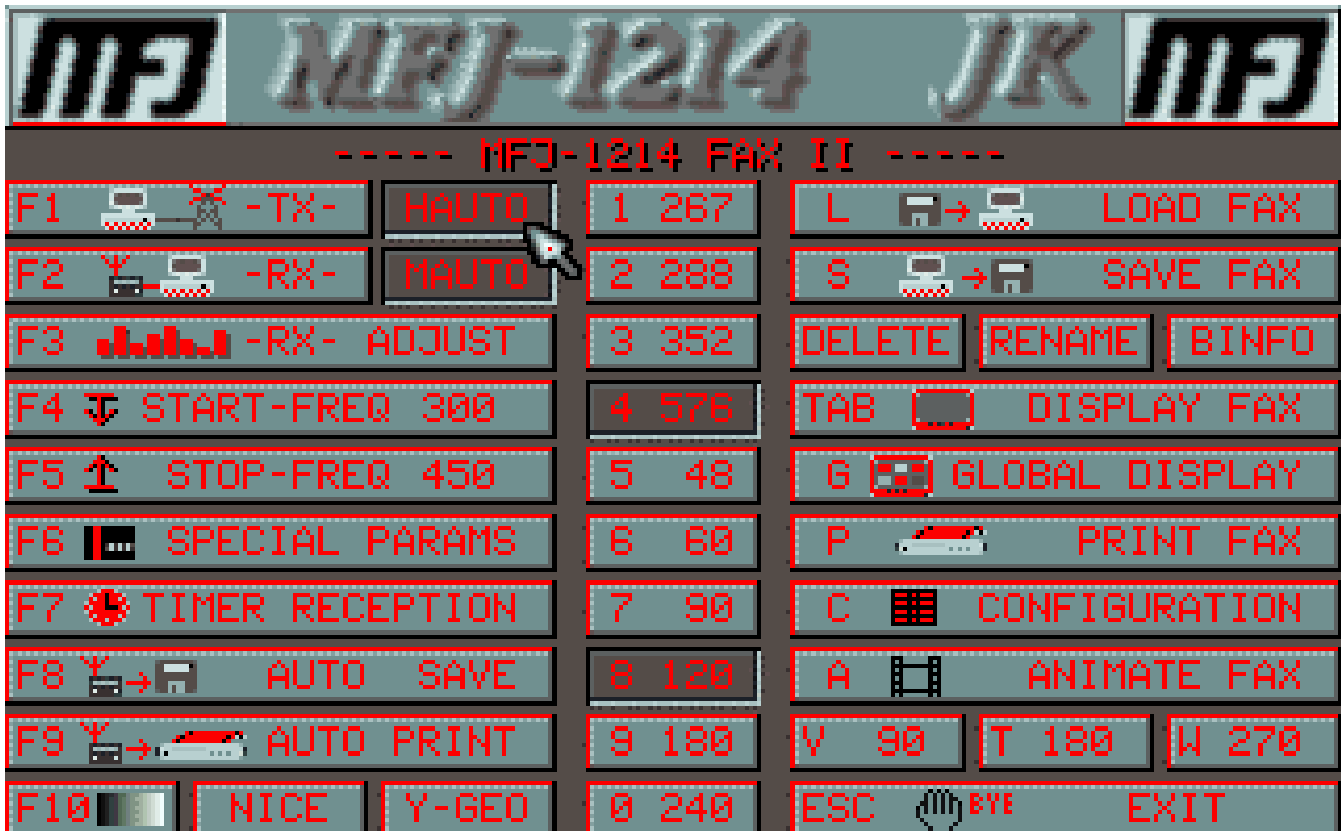 MFJ MFJ-1214 JK MFJ
----- MFJ-1214 FAX II -----
F1 -TX- HAUTO 1 267 L LOAD FAX
F2 -RX- MAUTO 2 288 S SAVE FAX
F3 -RX- ADJUST 3 352 DELETE RENAME BINFO
F4 START-FREQ 300 4 576 TAB DISPLAY FAX
F5 STOP-FREQ 450 5 48 G GLOBAL DISPLAY
F6 SPECIAL PARAMS 6 60 P PRINT FAX
F7 TIMER RECEPTION 7 90 C CONFIGURATION
F8 AUTO SAVE 8 120 A ANIMATE FAX
F9 AUTO PRINT 9 180 V 90 T 180 W 270
F10 NICE Y-GEO 0 240 ESC BYE EXIT